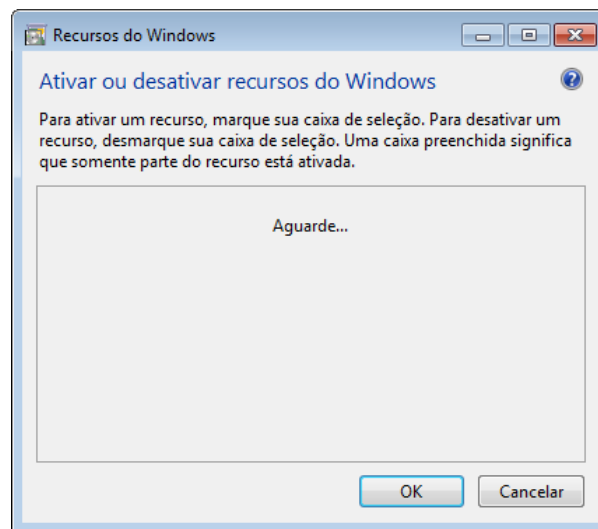 Recursos do Windows
Ativar ou desativar recursos do Windows
Para ativar um recurso, marque sua caixa de seleção. Para desativar um
recurso, desmarque sua caixa de seleção. Uma caixa preenchida significa
que somente parte do recurso está ativada.
Aguarde...
OK Cancelar